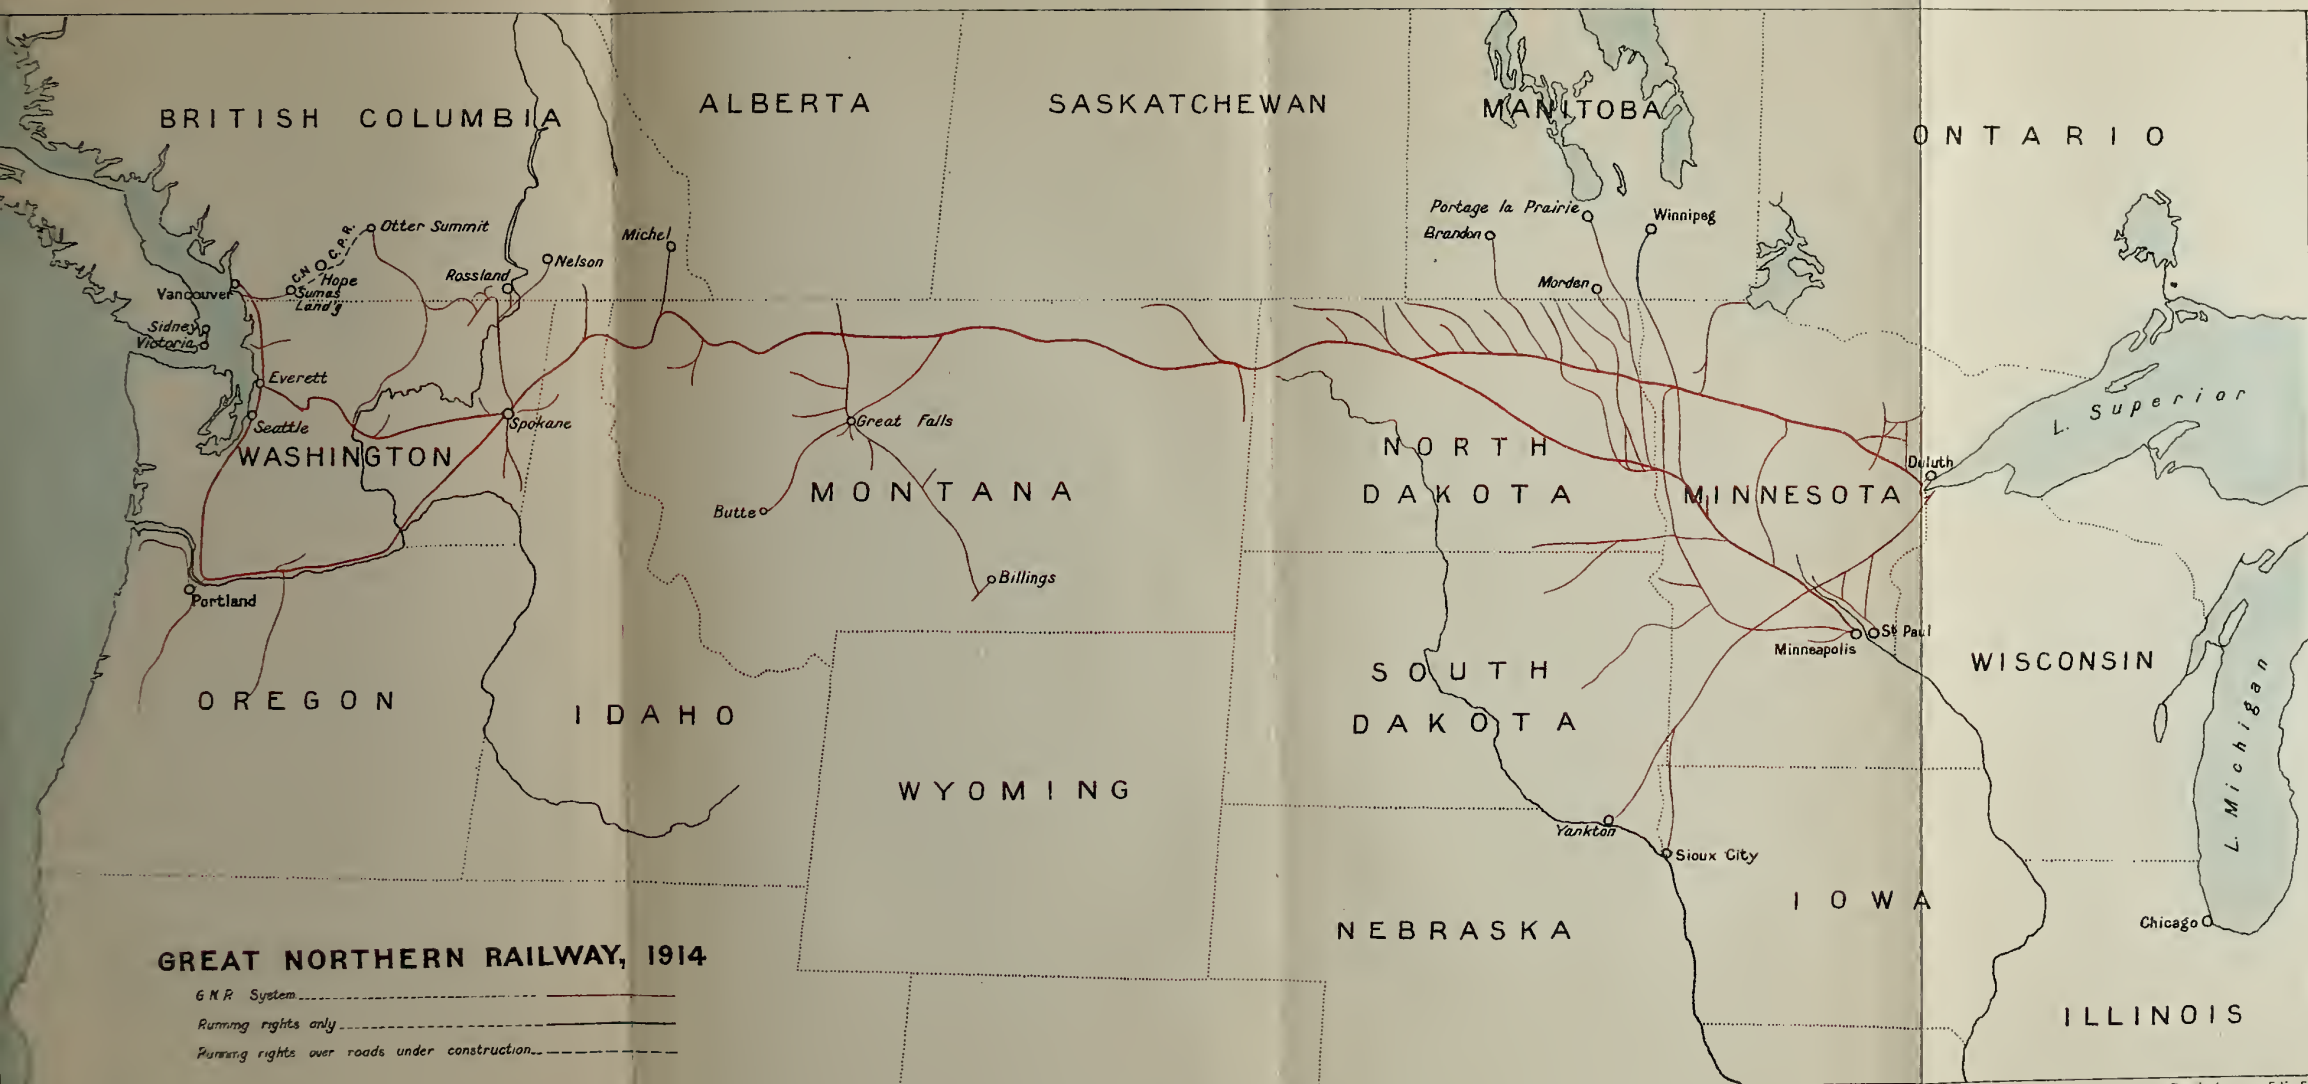 BRITISH COLUMBIA
ALBERTA
SASKATCHEWAN
MANITOBA
ONTARIO
Portage la Prairie
Winnipeg
Brandon
Otter Summit
C.P.R.
C.N
Hope
Sumas
Land'g
Michel
Nelson
Rossland
Morden
Vancouver
Sidney
Victoria
Everett
Seattle
Spokane
Great Falls
L. Superior
WASHINGTON
NORTH
DAKOTA
Duluth
MONTANA
MINNESOTA
Butte
Billings
Portland
St Paul
Minneapolis
WISCONSIN
OREGON
IDAHO
SOUTH
DAKOTA
L. Michigan
WYOMING
Yankton
Sioux City
IOWA
NEBRASKA
Chicago
ILLINOIS
GREAT NORTHERN RAILWAY, 1914
G N R System
Running rights only
Running rights over roads under construction